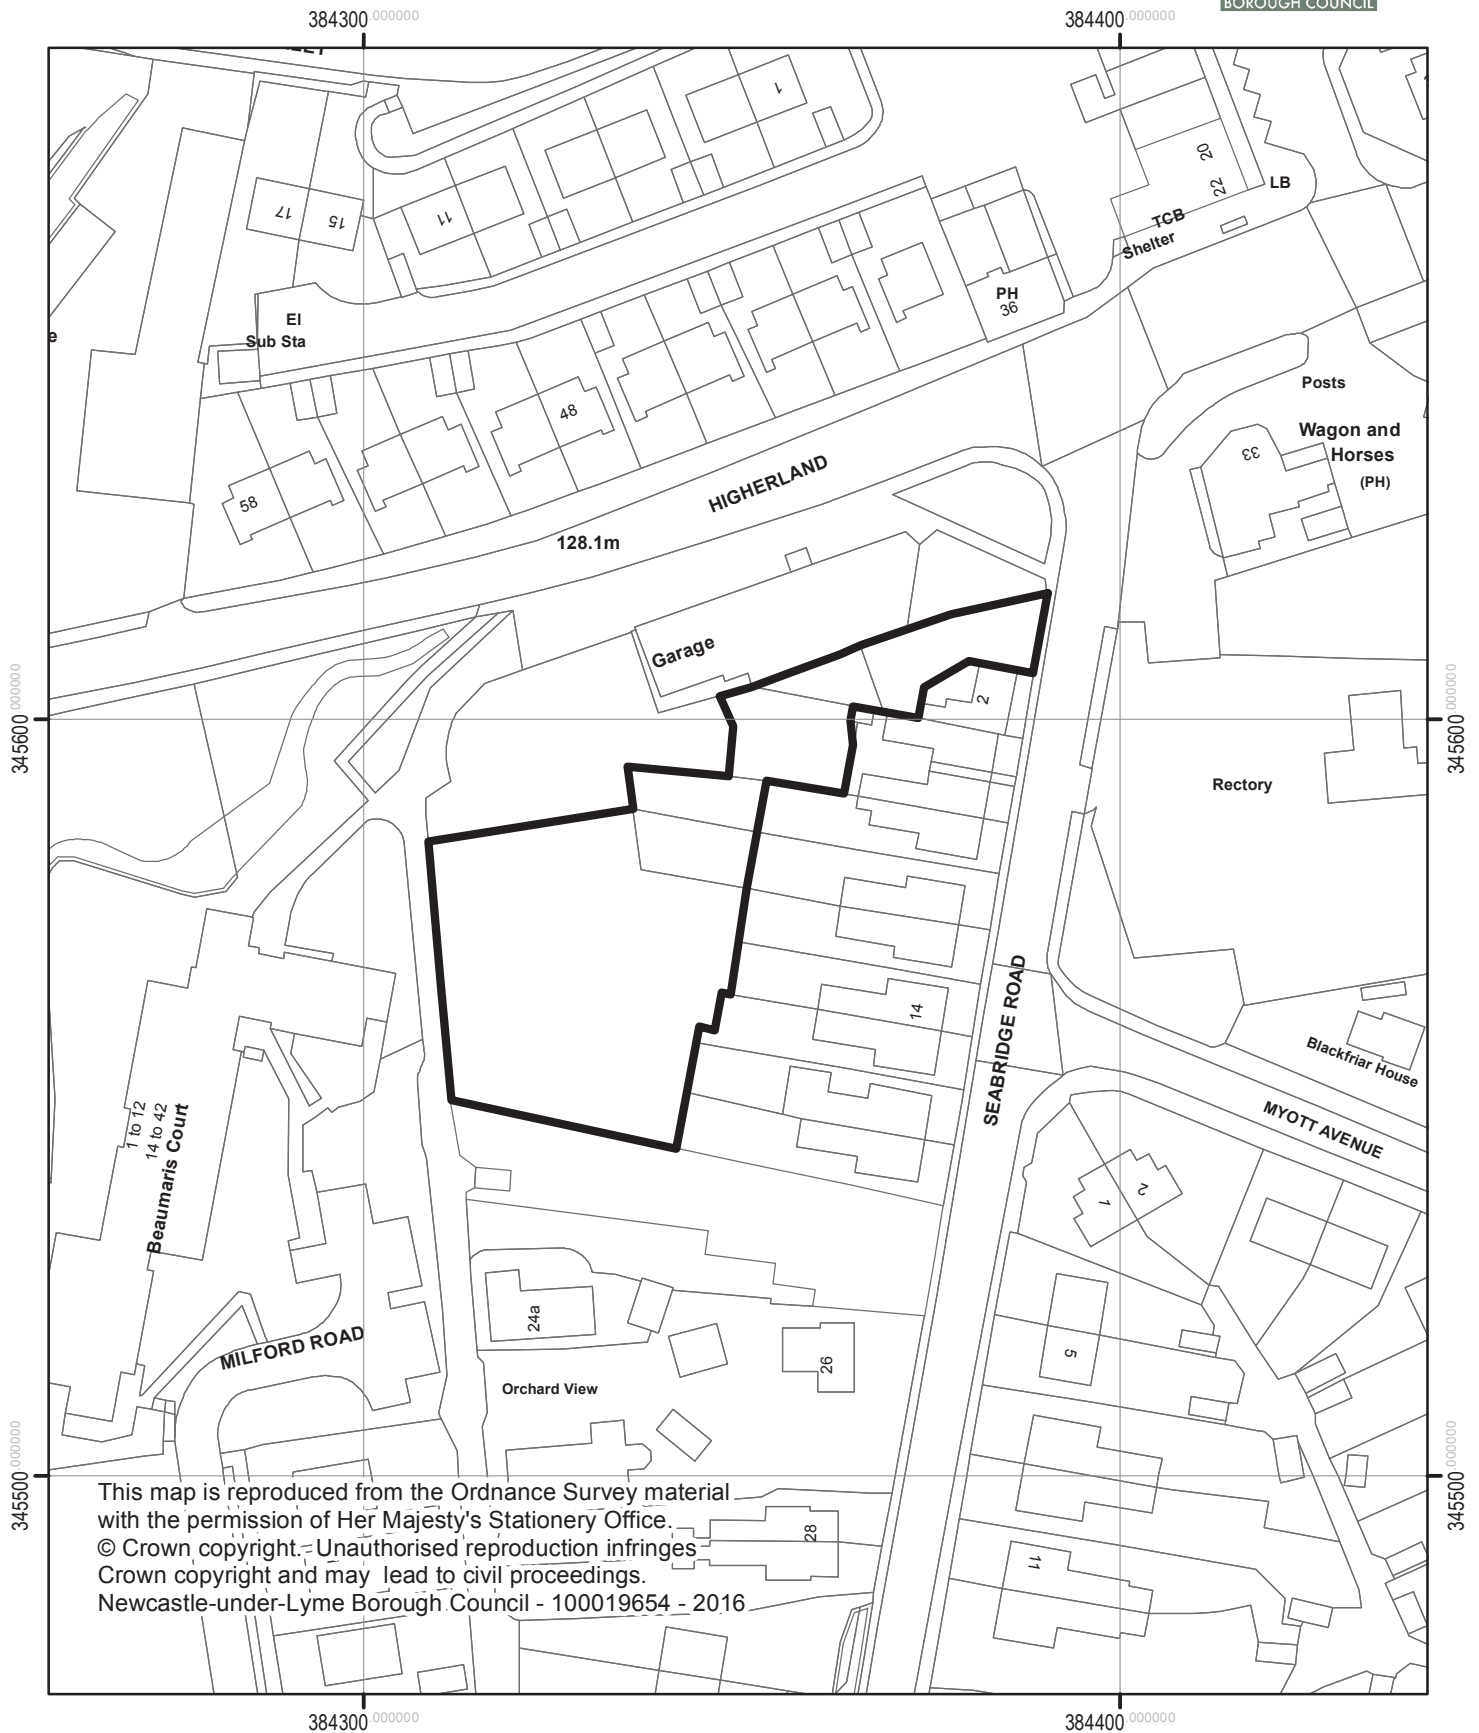 BOROUGH COUNCIL
384300.000000
384400.000000
1
17
15
11
20
22
LB
TCB
Shelter
El
Sub Sta
PH
36
e
48
58
Posts
Wagon and
Horses
(PH)
33
HIGHERLAND
128.1m
Garage
2
345600.000000
345600.000000
Rectory
14
SEABRIDGE ROAD
Blackfriar House
MYOTT AVENUE
1 to 12
14 to 42
Beaumaris Court
1
2
24a
26
5
MILFORD ROAD
Orchard View
345500.000000
345500.000000
28
11
This map is reproduced from the Ordnance Survey material
with the permission of Her Majesty's Stationery Office.
© Crown copyright. Unauthorised reproduction infringes
Crown copyright and may lead to civil proceedings.
Newcastle-under-Lyme Borough Council - 100019654 - 2016
384300.000000
384400.000000